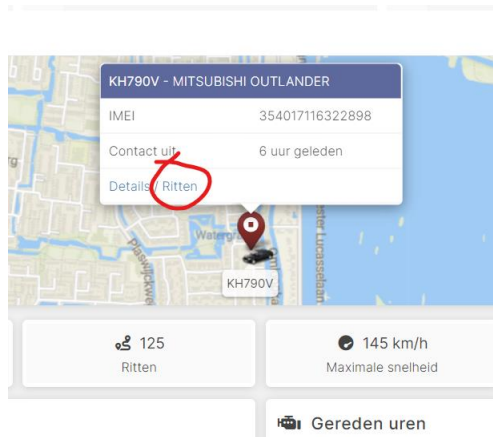 KH790V - MITSUBISHI OUTLANDER
IMEI 354017116322898
Contact uit 6 uur geleden
Details / Ritten
KH790V
125
Ritten
145 km/h
Maximale snelheid
Gereden uren